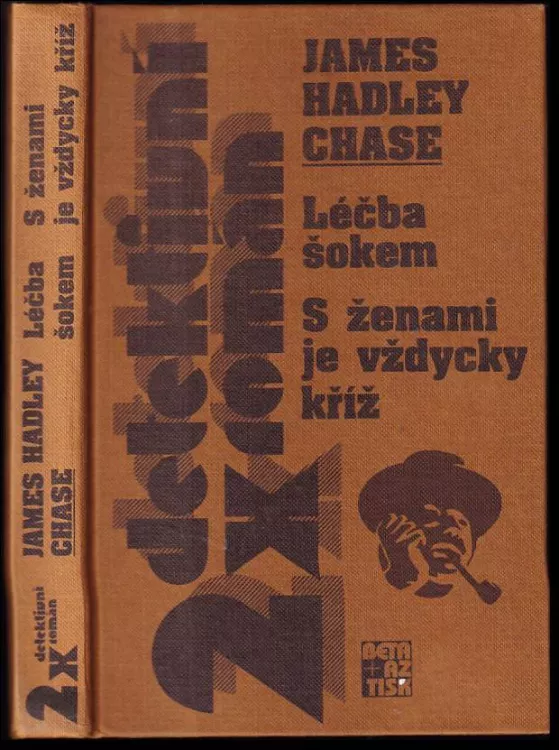 2x
detektivní
román
JAMES HADLEY
CHASE
Léčba
šokem
S ženami
je vždycky kříž
2x
detektivní
román
JAMES
HADLEY
CHASE
Léčba
šokem
S ženami
je vždycky
kříž
BETA
+AZ
TISK